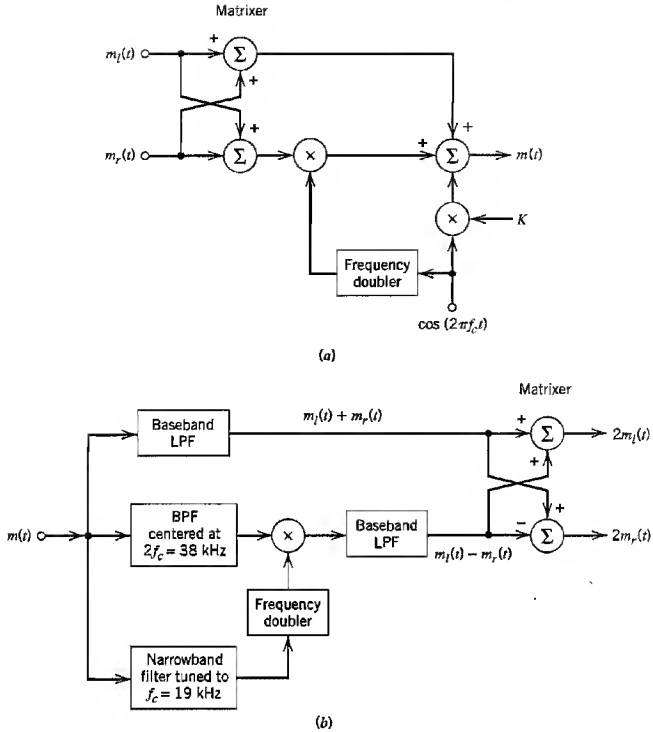 Matrixer
m_l(t)
+
Σ
+
+
+
m_r(t)
Σ
×
+
Σ
m(t)
×
K
Frequency
doubler
cos (2πf_c t)
(a)
Matrixer
m_l(t) + m_r(t)
Baseband
LPF
+
Σ
2m_l(t)
+
+
m(t)
BPF
centered at
2f_c = 38 kHz
×
Baseband
LPF
m_l(t) − m_r(t)
−
Σ
2m_r(t)
Frequency
doubler
Narrowband
filter tuned to
f_c = 19 kHz
(b)